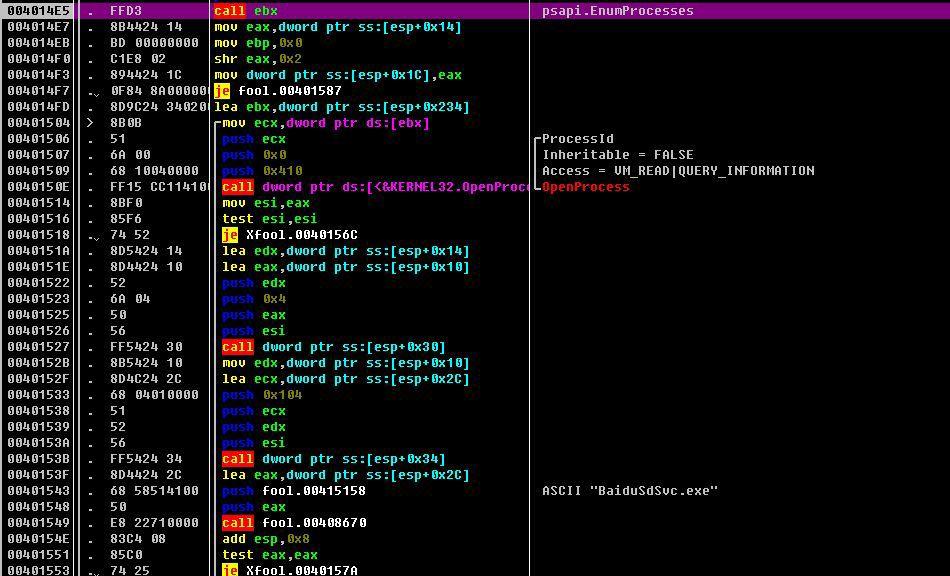 004014E5 . FFD3 call ebx psapi.EnumProcesses
004014E7 . 8B4424 14 mov eax,dword ptr ss:[esp+0x14]
004014EB . BD 00000000 mov ebp,0x0
004014F0 . C1E8 02 shr eax,0x2
004014F3 . 894424 1C mov dword ptr ss:[esp+0x1C],eax
004014F7 .. 0F84 8A00000 je fool.00401587
004014FD . 8D9C24 34020 lea ebx,dword ptr ss:[esp+0x234]
00401504 > 8B0B mov ecx,dword ptr ds:[ebx]
00401506 . 51 push ecx ProcessId
00401507 . 6A 00 push 0x0 Inheritable = FALSE
00401509 . 68 10040000 push 0x410 Access = VM_READ|QUERY_INFORMATION
0040150E . FF15 CC114100 call dword ptr ds:[<&KERNEL32.OpenProc OpenProcess
00401514 . 8BF0 mov esi,eax
00401516 . 85F6 test esi,esi
00401518 .. 74 52 je Xfool.0040156C
0040151A . 8D5424 14 lea edx,dword ptr ss:[esp+0x14]
0040151E . 8D4424 10 lea eax,dword ptr ss:[esp+0x10]
00401522 . 52 push edx
00401523 . 6A 04 push 0x4
00401525 . 50 push eax
00401526 . 56 push esi
00401527 . FF5424 30 call dword ptr ss:[esp+0x30]
0040152B . 8B5424 10 mov edx,dword ptr ss:[esp+0x10]
0040152F . 8D4C24 2C lea ecx,dword ptr ss:[esp+0x2C]
00401533 . 68 04010000 push 0x104
00401538 . 51 push ecx
00401539 . 52 push edx
0040153A . 56 push esi
0040153B . FF5424 34 call dword ptr ss:[esp+0x34]
0040153F . 8D4424 2C lea eax,dword ptr ss:[esp+0x2C]
00401543 . 68 58514100 push fool.00415158 ASCII "BaiduSdSvc.exe"
00401548 . 50 push eax
00401549 . E8 22710000 call fool.00408670
0040154E . 83C4 08 add esp,0x8
00401551 . 85C0 test eax,eax
00401553 .. 74 25 je Xfool.0040157A